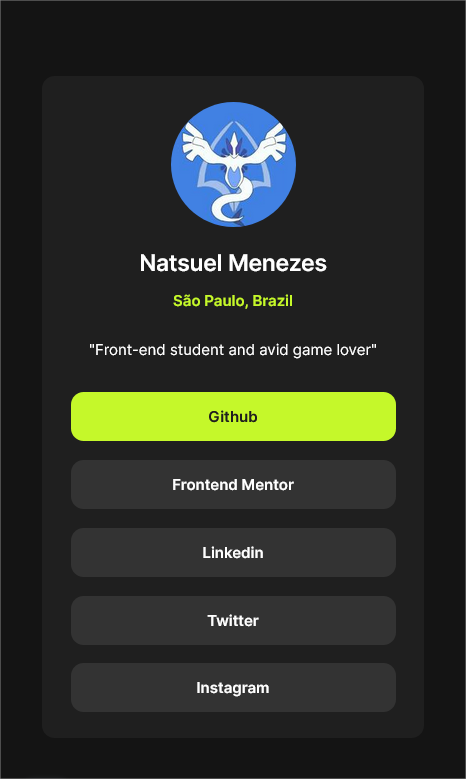 Natsuel Menezes
São Paulo, Brazil
"Front-end student and avid game lover"
Github
Frontend Mentor
Linkedin
Twitter
Instagram